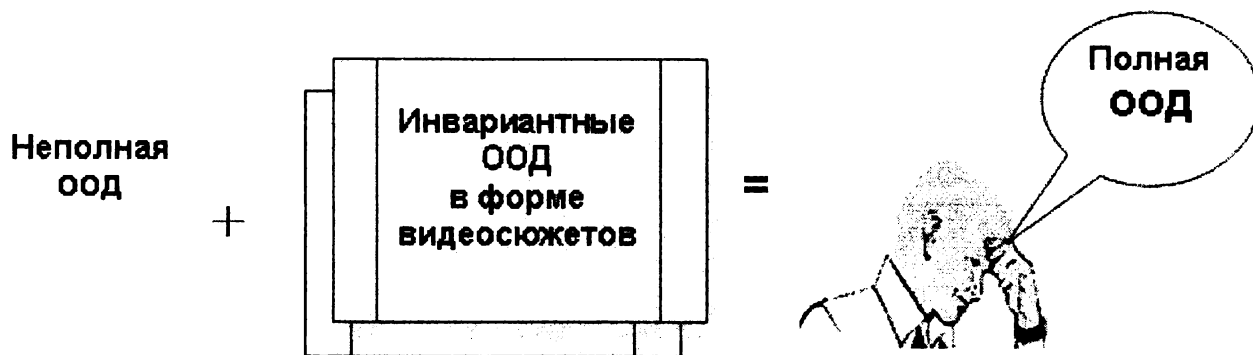 Неполная
ООД
+
Инвариантные
ООД
в форме
видеосюжетов
=
Полная
ООД